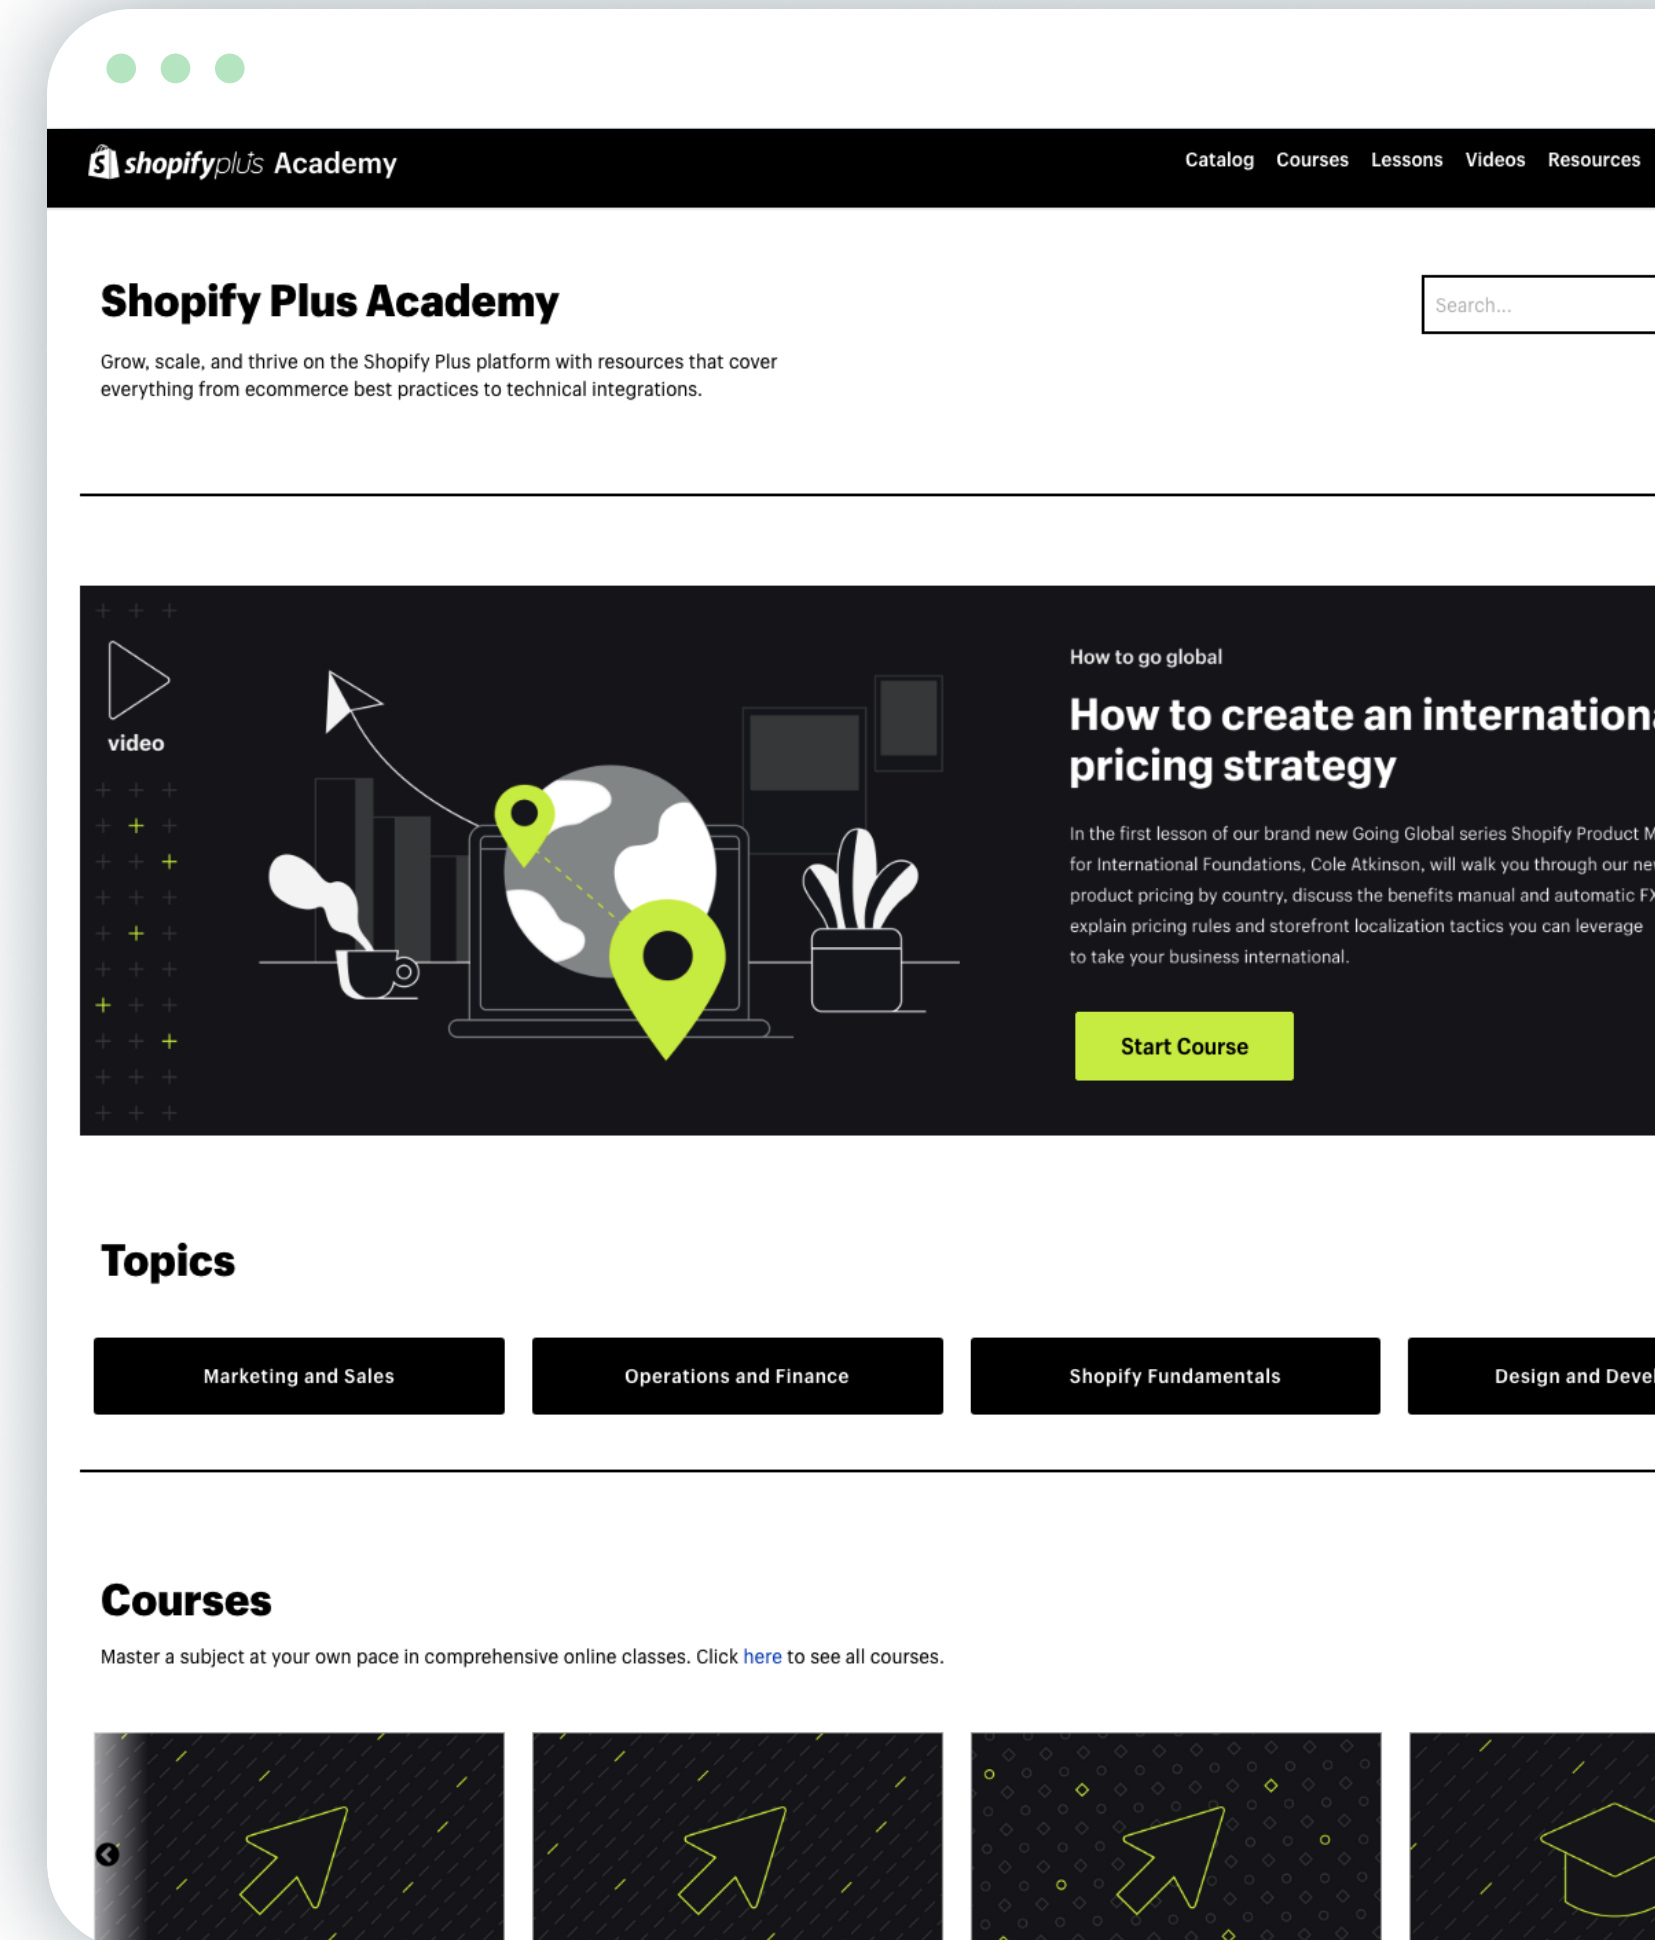 shopifyplus Academy
Catalog Courses Lessons Videos Resources
Shopify Plus Academy
Search...
Grow, scale, and thrive on the Shopify Plus platform with resources that cover
everything from ecommerce best practices to technical integrations.
video
How to go global
How to create an internationa
pricing strategy
In the first lesson of our brand new Going Global series Shopify Product M
for International Foundations, Cole Atkinson, will walk you through our ne
product pricing by country, discuss the benefits manual and automatic FX
explain pricing rules and storefront localization tactics you can leverage
to take your business international.
Start Course
Topics
Marketing and Sales
Operations and Finance
Shopify Fundamentals
Design and Devel
Courses
Master a subject at your own pace in comprehensive online classes. Click here to see all courses.